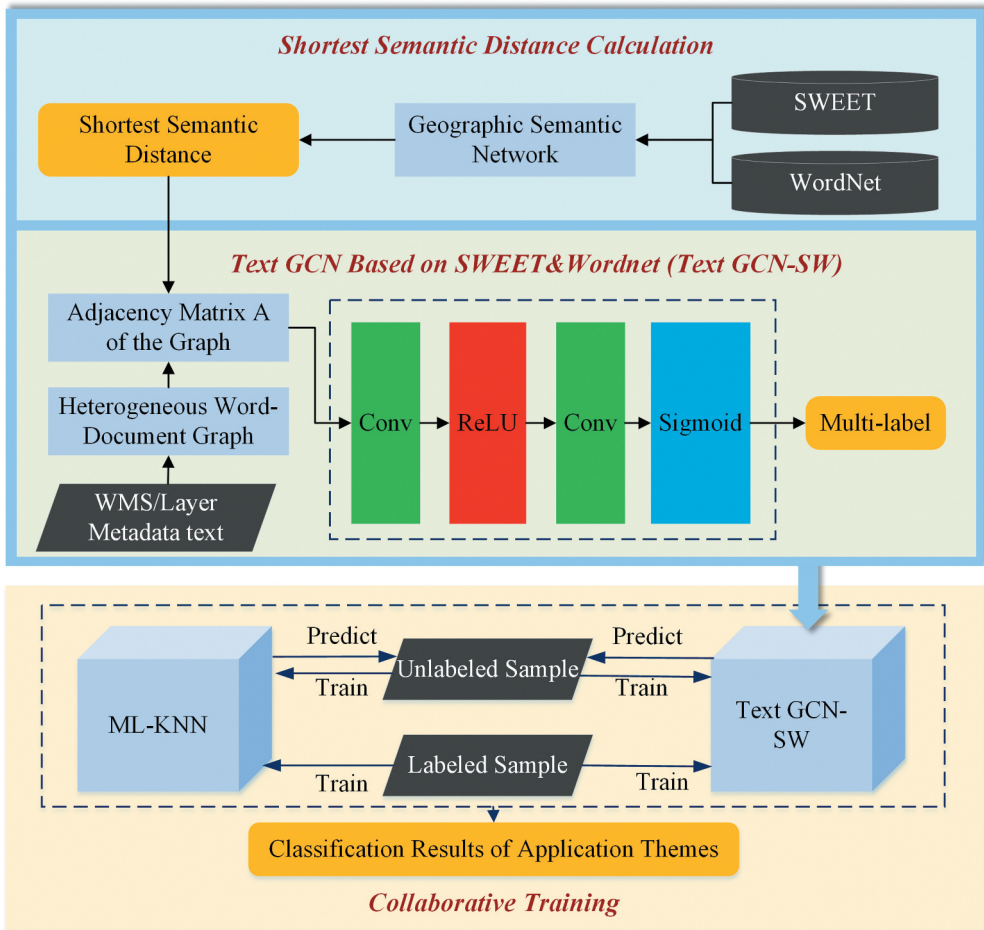 Shortest Semantic Distance Calculation
SWEET
WordNet
Geographic Semantic
Network
Shortest Semantic
Distance
Text GCN Based on SWEET&Wordnet (Text GCN-SW)
Adjacency Matrix A
of the Graph
Heterogeneous Word-
Document Graph
WMS/Layer
Metadata text
Conv
ReLU
Conv
Sigmoid
Multi-label
ML-KNN
Predict
Train
Unlabeled Sample
Predict
Train
Text GCN-
SW
Train
Labeled Sample
Train
Classification Results of Application Themes
Collaborative Training